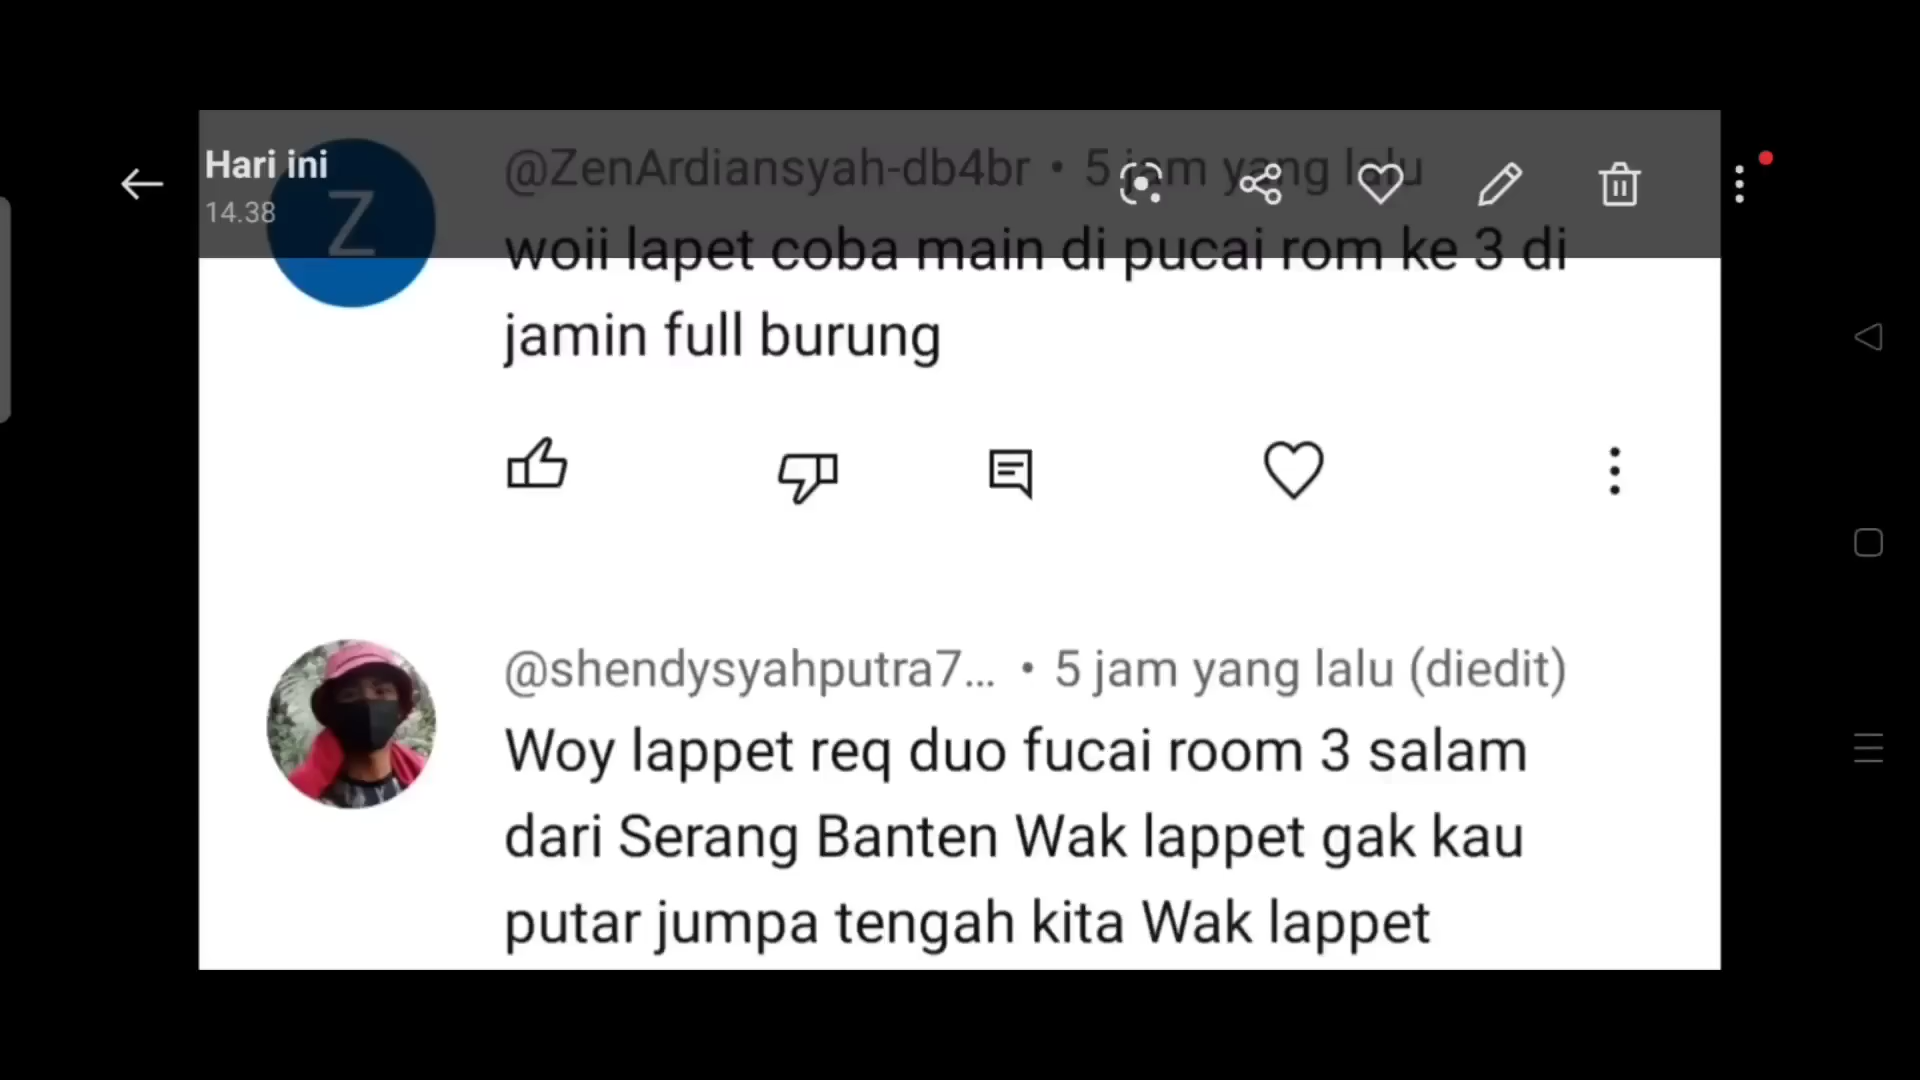 Hari ini
14.38
Z
@ZenArdiansyah-db4br • 5 jam yang lalu
woii lapet coba main di pucai rom ke 3 di
jamin full burung
@shendysyahputra7... • 5 jam yang lalu (diedit)
Woy lappet req duo fucai room 3 salam
dari Serang Banten Wak lappet gak kau
putar jumpa tengah kita Wak lappet